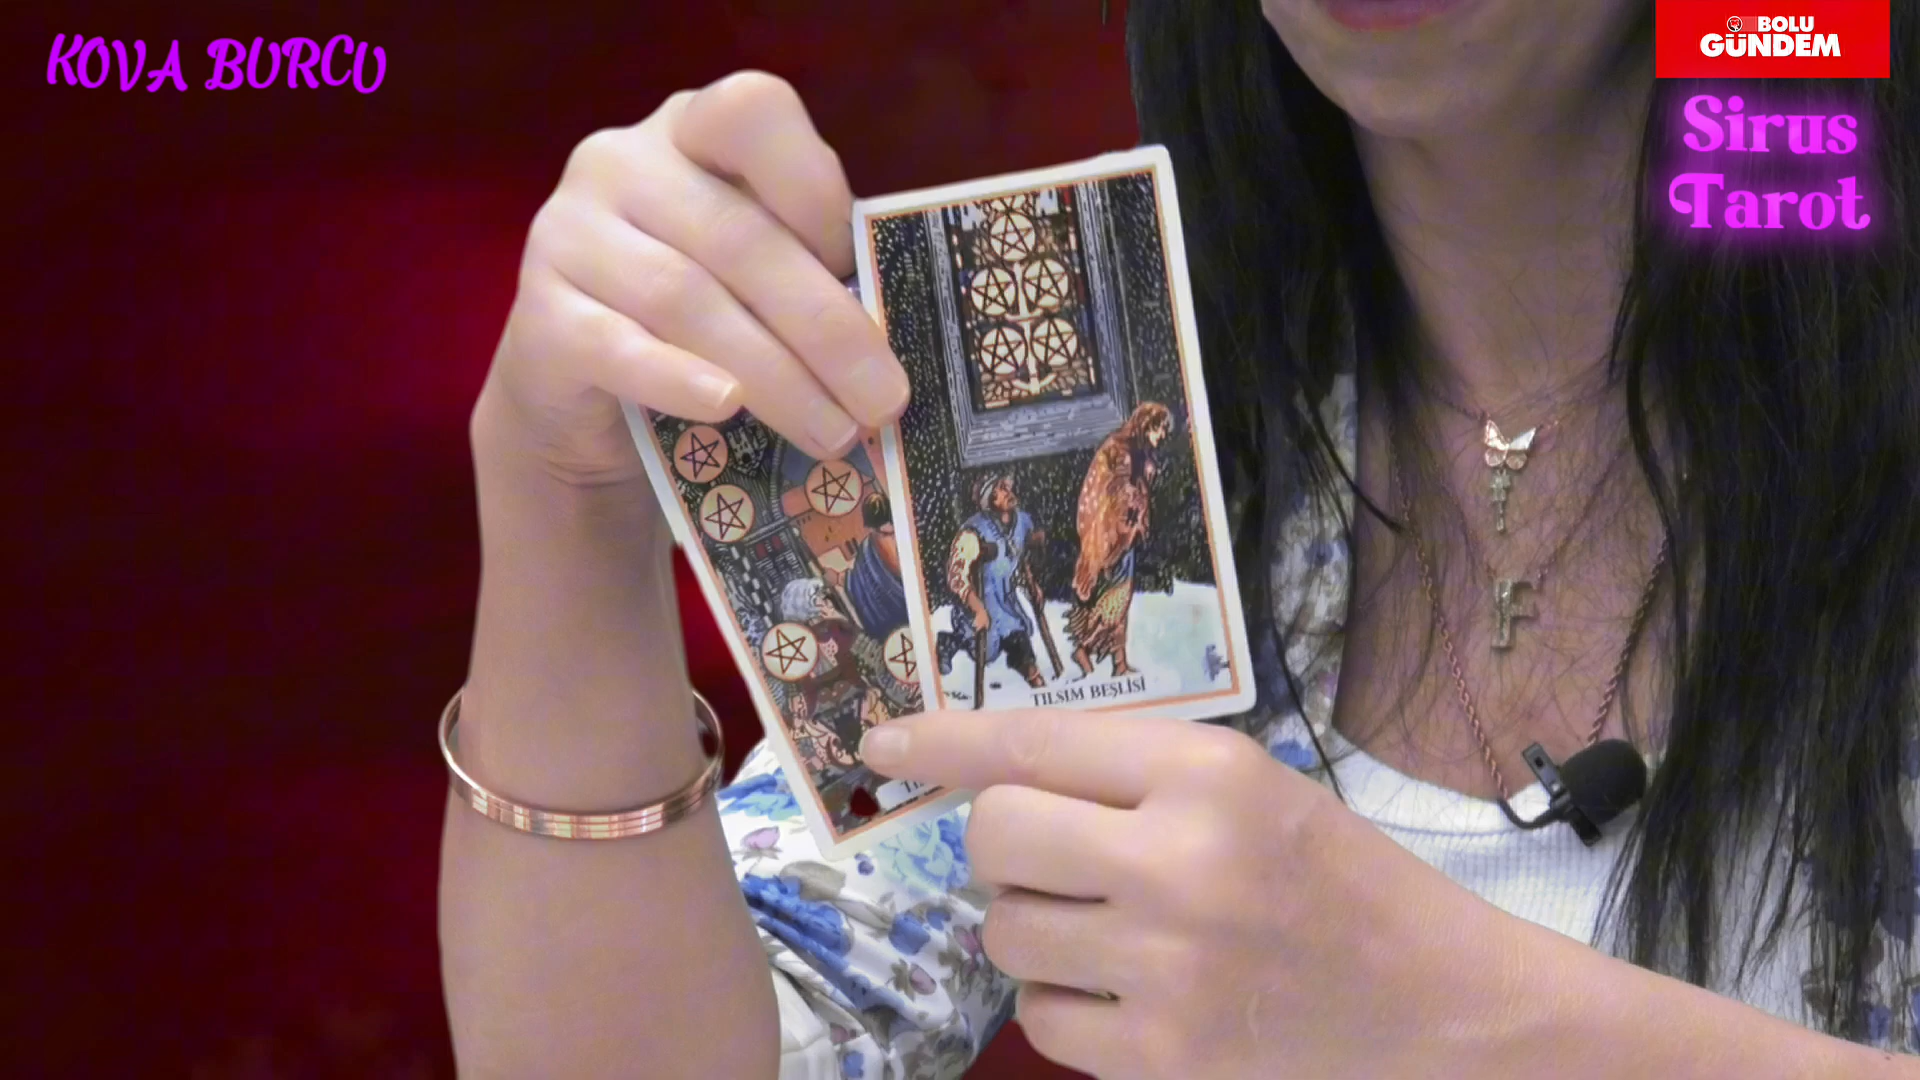 KOVA BURCU
BOLU
GÜNDEM
Sirus
Tarot
TILSIM BEŞLİSİ
F